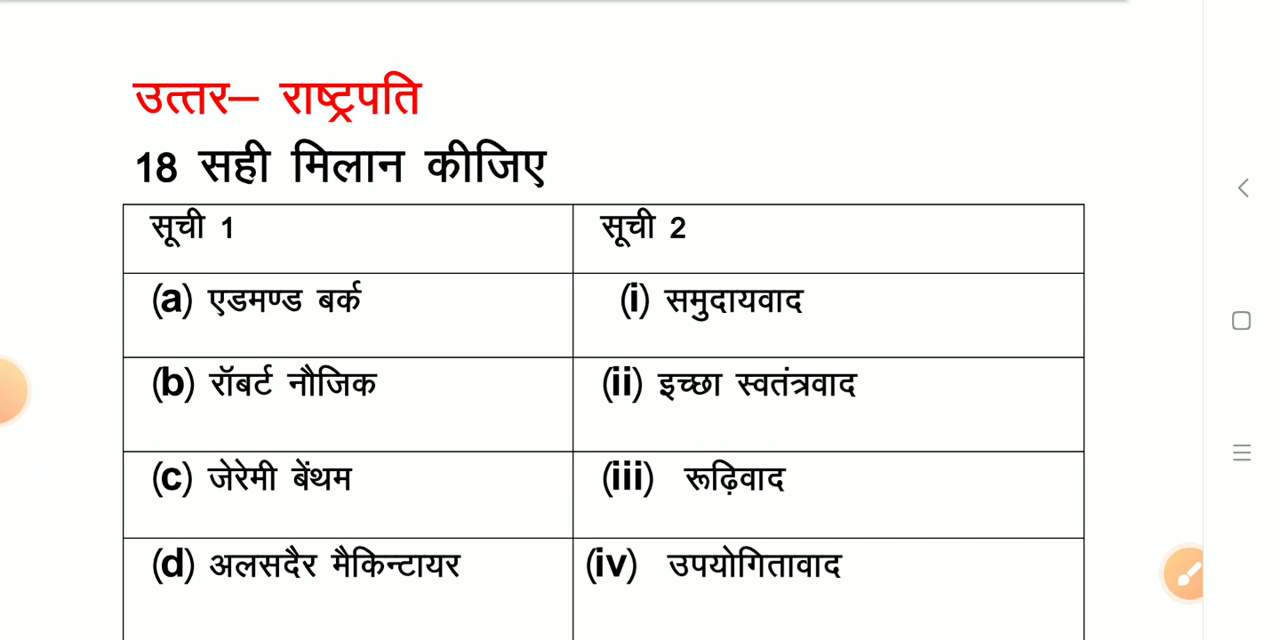 उत्तर– राष्ट्रपति
18 सही मिलान कीजिए
सूची 1 सूची 2
(a) एडमण्ड बर्क (i) समुदायवाद
(b) रॉबर्ट नौजिक (ii) इच्छा स्वतंत्रवाद
(c) जेरेमी बेंथम (iii) रूढ़िवाद
(d) अलसदैर मैकिन्टायर (iv) उपयोगितावाद